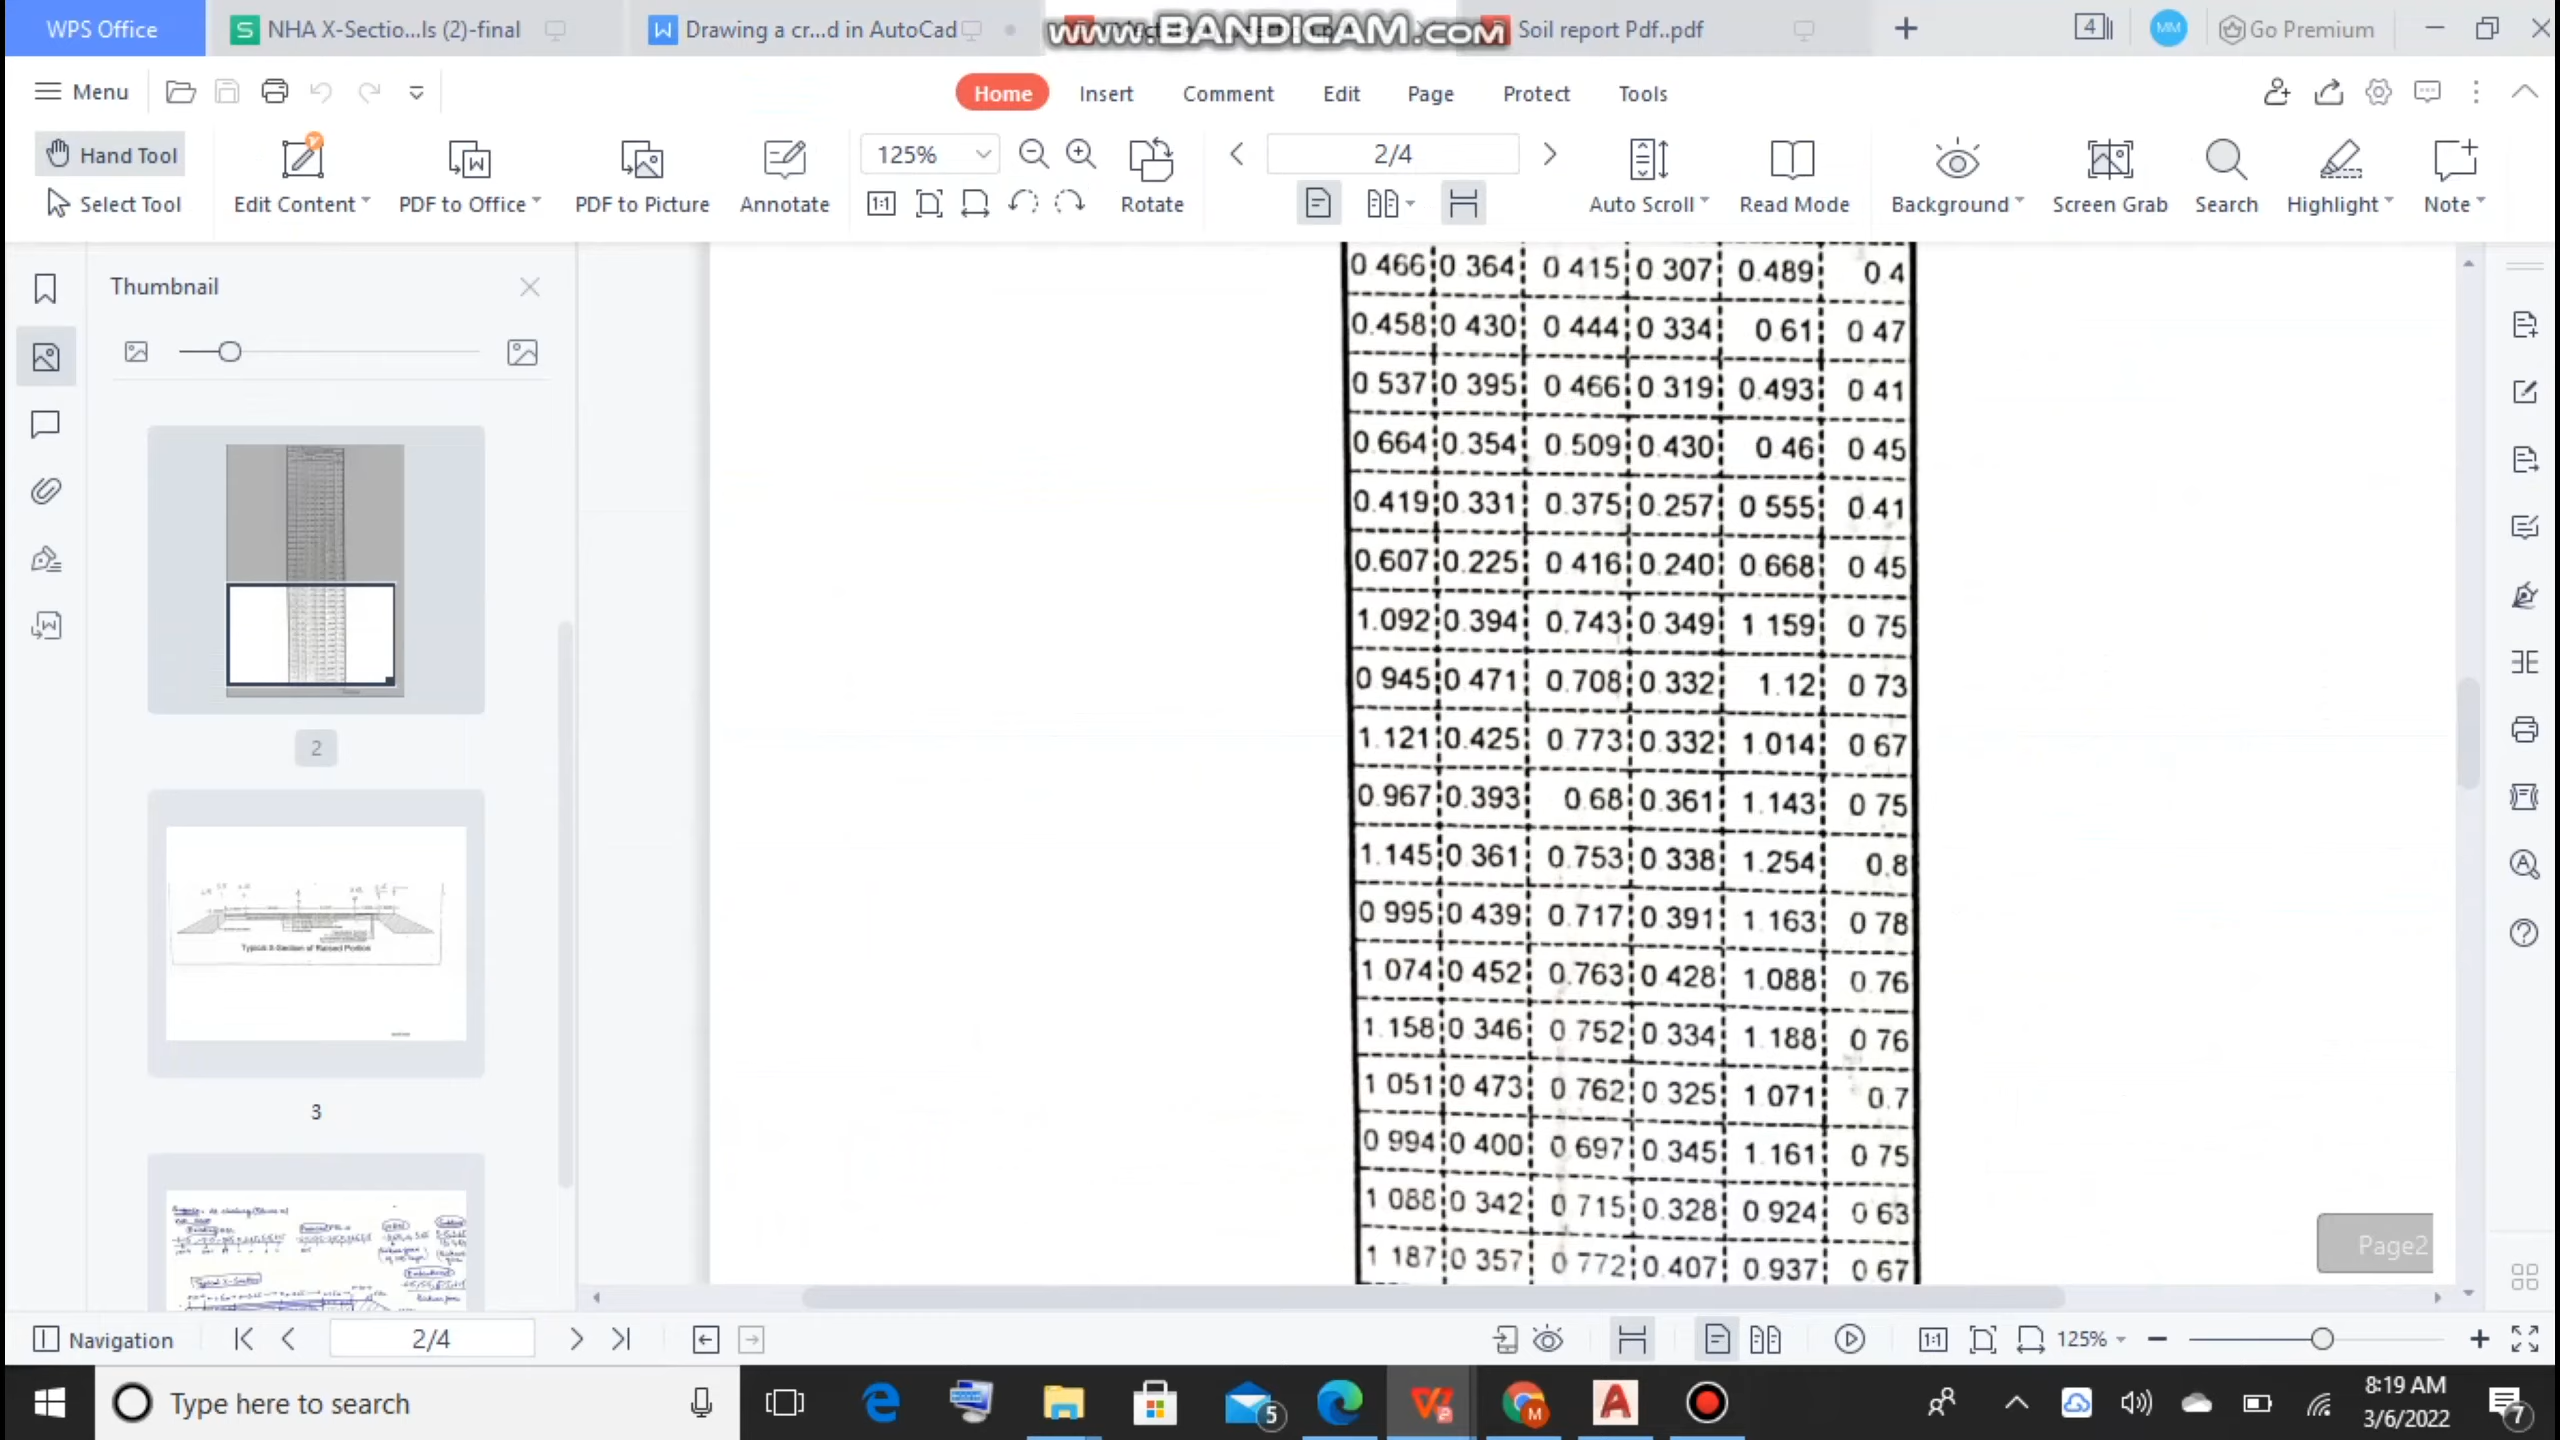 WPS Office
NHA X-Sectio...ls (2)-final
Drawing a cr...d in AutoCad
www.BANDICAM.com
Soil report Pdf..pdf
4
MM
Go Premium
Menu
Home
Insert
Comment
Edit
Page
Protect
Tools
Hand Tool
Select Tool
Edit Content
PDF to Office
PDF to Picture
Annotate
125%
1:1
Rotate
2/4
Auto Scroll
Read Mode
Background
Screen Grab
Search
Highlight
Note
Thumbnail
2
Typical X-Section of Raised Portion
3
0 466 0.364 0 415 0 307 0.489 0 4
0.458 0 430 0 444 0 334 0 61 0 47
0 537 0 395 0 466 0 319 0.493 0 41
0.664 0.354 0.509 0.430 0 46 0 45
0.419 0.331 0.375 0.257 0 555 0.41
0.607 0.225 0 416 0.240 0.668 0 45
1.092 0.394 0.743 0.349 1 159 0 75
0 945 0 471 0.708 0.332 1.12 0 73
1.121 0.425 0.773 0.332 1.014 0 67
0.967 0.393 0.68 0.361 1.143 0 75
1.145 0.361 0.753 0.338 1.254 0.8
0 995 0 439 0.717 0.391 1.163 0 78
1 074 0 452 0.763 0.428 1.088 0.76
1.158 0 346 0.752 0.334 1.188 0 76
1 051 0 473 0.762 0 325 1.071 0.7
0 994 0 400 0 697 0.345 1.161 0 75
1 088 0 342 0 715 0.328 0 924 0 63
1 187 0 357 0 772 0.407 0.937 0 67
Page2
Navigation
2/4
1:1
125%
Type here to search
5
M
8:19 AM
3/6/2022
7